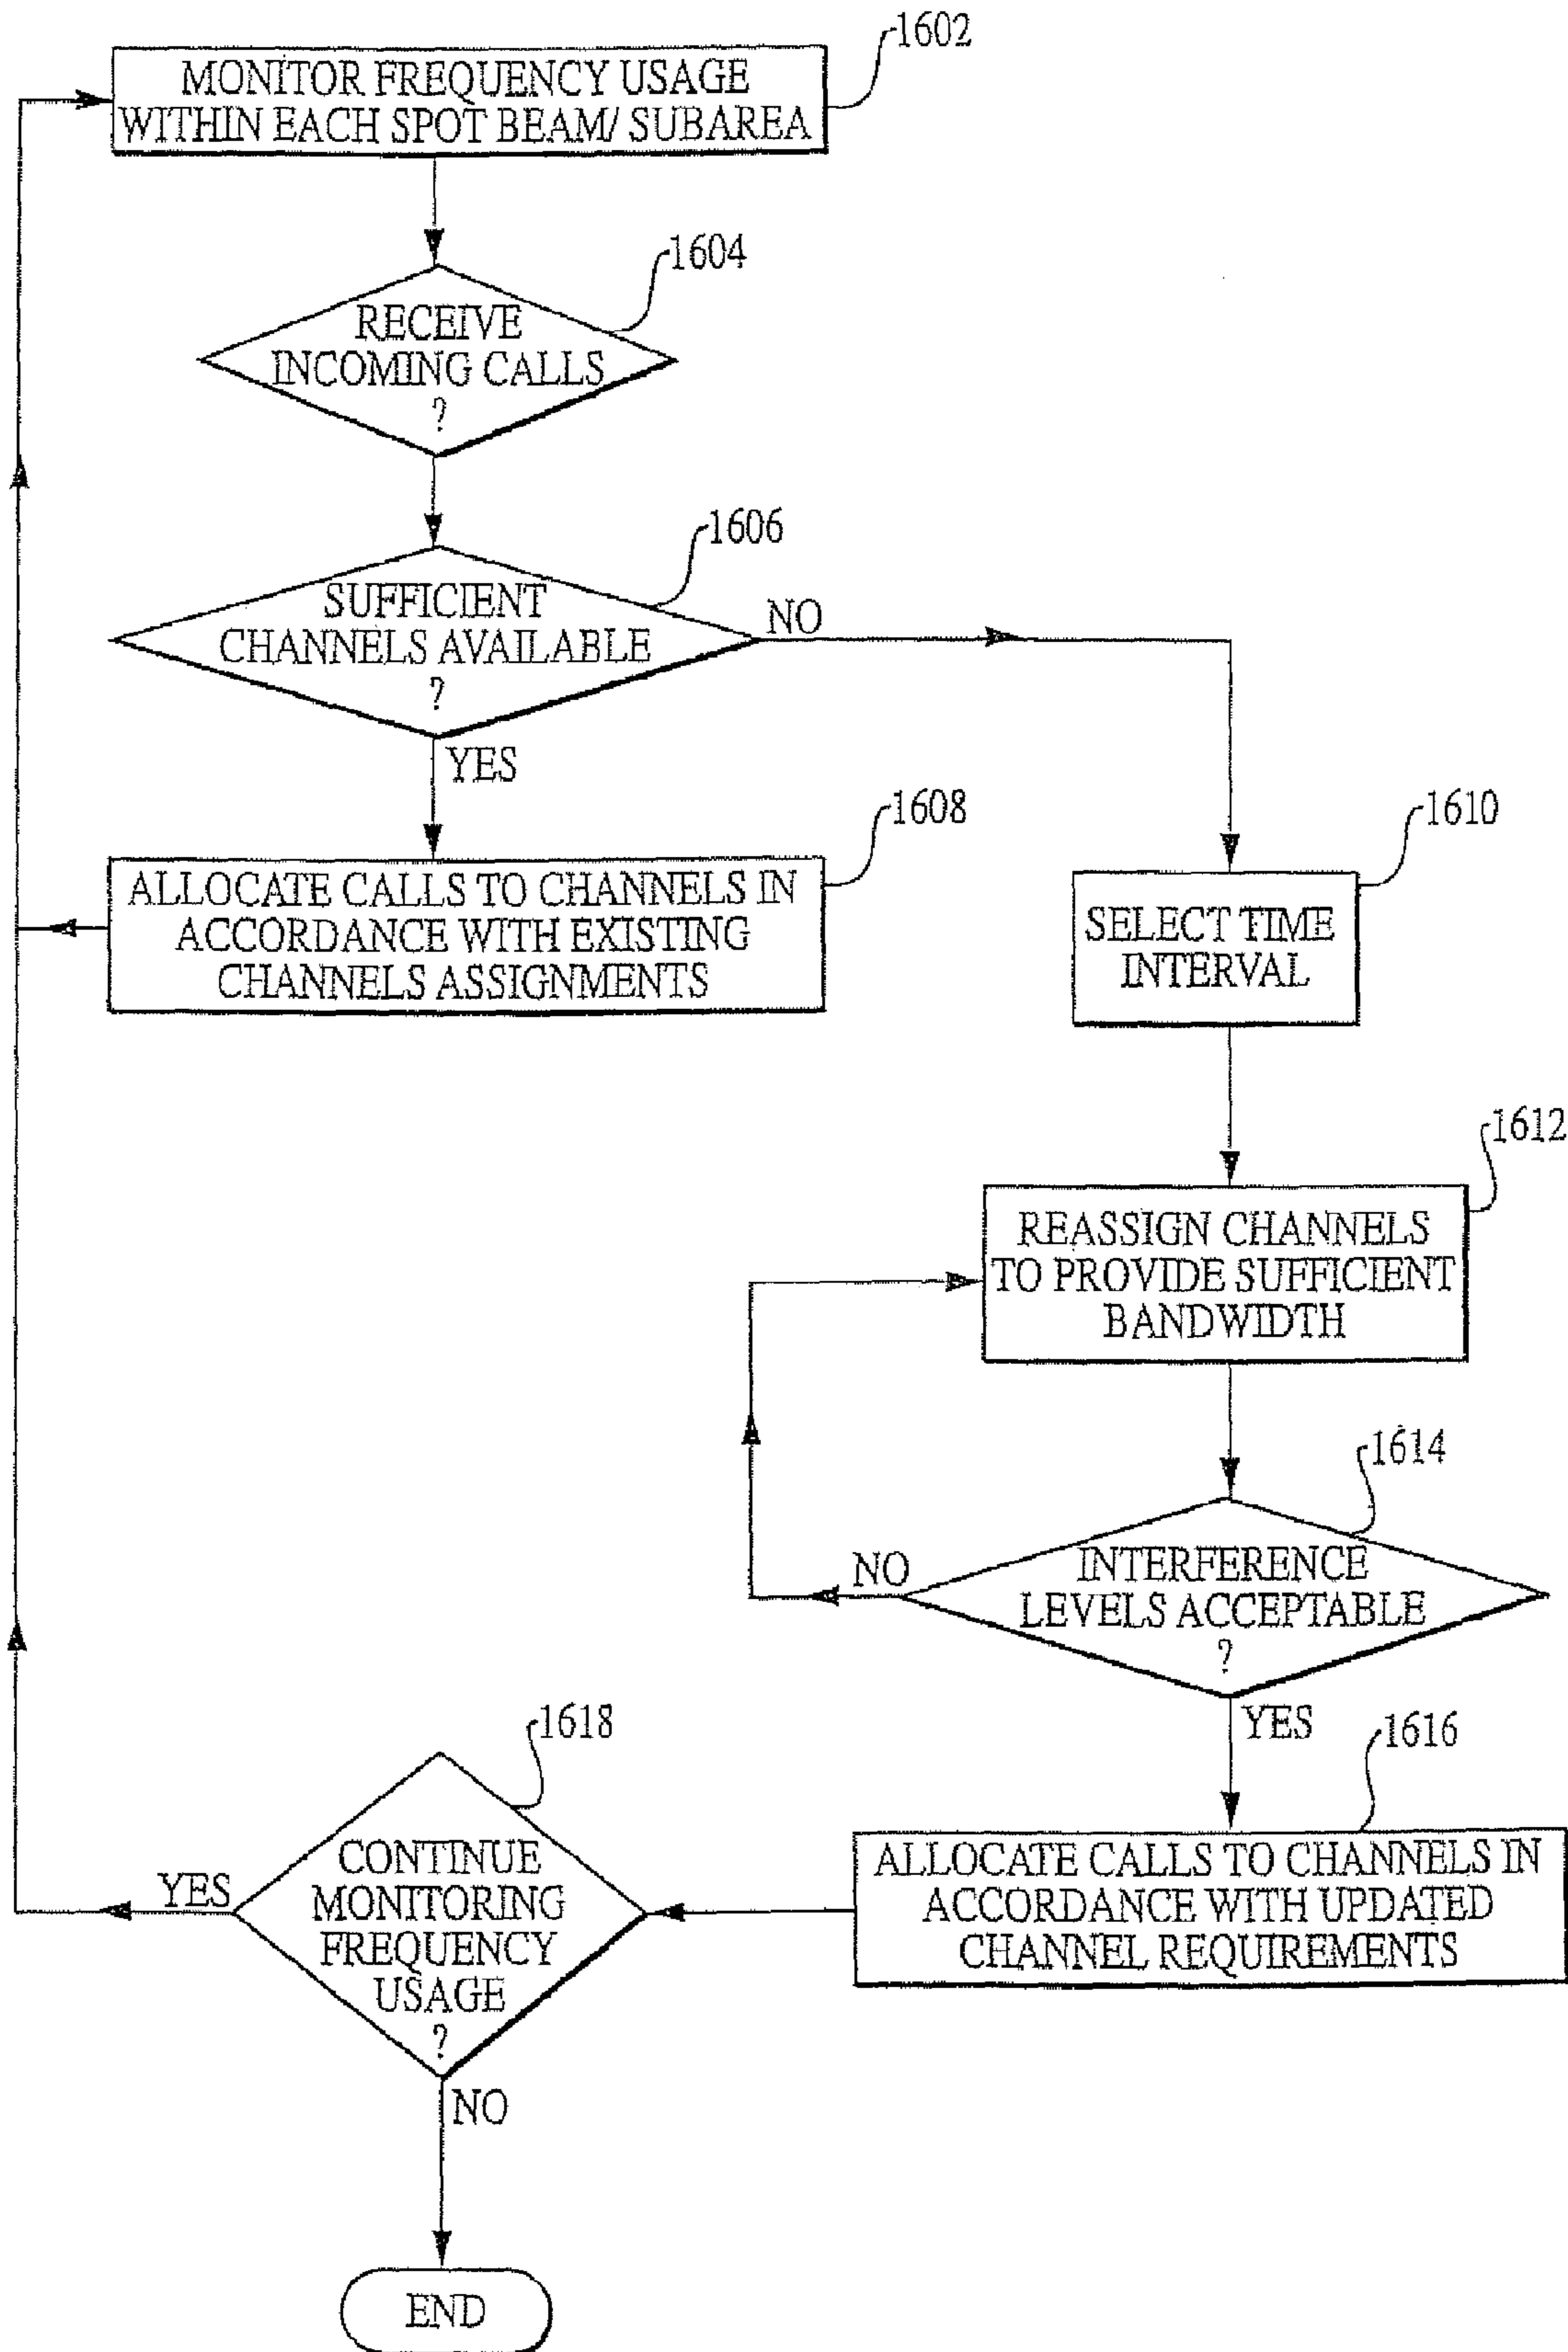 1602
MONITOR FREQUENCY USAGE
WITHIN EACH SPOT BEAM/ SUBAREA
1604
RECEIVE
INCOMING CALLS
?
1606
SUFFICIENT
CHANNELS AVAILABLE
?
NO
YES
1608
ALLOCATE CALLS TO CHANNELS IN
ACCORDANCE WITH EXISTING
CHANNELS ASSIGNMENTS
1610
SELECT TIME
INTERVAL
1612
REASSIGN CHANNELS
TO PROVIDE SUFFICIENT
BANDWIDTH
1614
INTERFERENCE
LEVELS ACCEPTABLE
?
NO
YES
1616
ALLOCATE CALLS TO CHANNELS IN
ACCORDANCE WITH UPDATED
CHANNEL REQUIREMENTS
1618
CONTINUE
MONITORING
FREQUENCY
USAGE
?
YES
NO
END